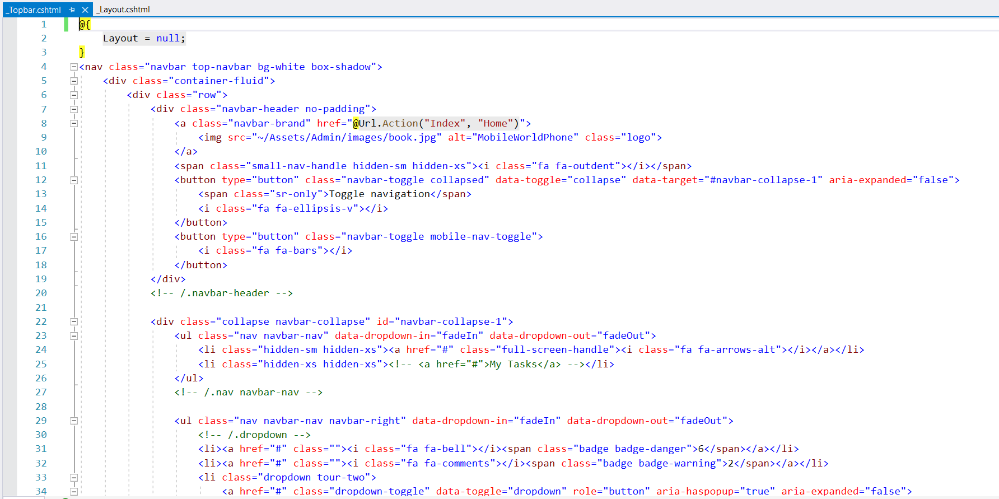 _Topbar.cshtml _Layout.cshtml
1 @{
2 Layout = null;
3 }
4 <nav class="navbar top-navbar bg-white box-shadow">
5 <div class="container-fluid">
6 <div class="row">
7 <div class="navbar-header no-padding">
8 <a class="navbar-brand" href="@Url.Action("Index", "Home")">
9 <img src="~/Assets/Admin/images/book.jpg" alt="MobileWorldPhone" class="logo">
10 </a>
11 <span class="small-nav-handle hidden-sm hidden-xs"><i class="fa fa-outdent"></i></span>
12 <button type="button" class="navbar-toggle collapsed" data-toggle="collapse" data-target="#navbar-collapse-1" aria-expanded="false">
13 <span class="sr-only">Toggle navigation</span>
14 <i class="fa fa-ellipsis-v"></i>
15 </button>
16 <button type="button" class="navbar-toggle mobile-nav-toggle">
17 <i class="fa fa-bars"></i>
18 </button>
19 </div>
20 <!-- /.navbar-header -->
21
22 <div class="collapse navbar-collapse" id="navbar-collapse-1">
23 <ul class="nav navbar-nav" data-dropdown-in="fadeIn" data-dropdown-out="fadeOut">
24 <li class="hidden-sm hidden-xs"><a href="#" class="full-screen-handle"><i class="fa fa-arrows-alt"></i></a></li>
25 <li class="hidden-xs hidden-xs"><!-- <a href="#">My Tasks</a> --></li>
26 </ul>
27 <!-- /.nav navbar-nav -->
28
29 <ul class="nav navbar-nav navbar-right" data-dropdown-in="fadeIn" data-dropdown-out="fadeOut">
30 <!-- /.dropdown -->
31 <li><a href="#" class=""><i class="fa fa-bell"></i><span class="badge badge-danger">6</span></a></li>
32 <li><a href="#" class=""><i class="fa fa-comments"></i><span class="badge badge-warning">2</span></a></li>
33 <li class="dropdown tour-two">
34 <a href="#" class="dropdown-toggle" data-toggle="dropdown" role="button" aria-haspopup="true" aria-expanded="false">